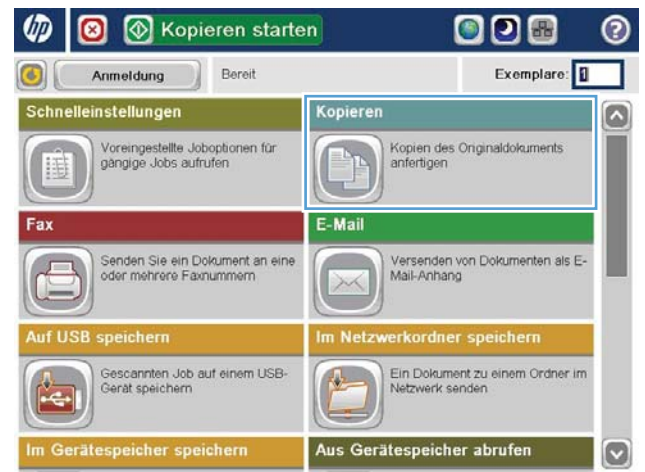 hp
Kopieren starten
?
Anmeldung
Bereit
Exemplare: 1
Schnelleinstellungen
Voreingestellte Joboptionen für
gängige Jobs aufrufen
Kopieren
Kopien des Originaldokuments
anfertigen
Fax
Senden Sie ein Dokument an eine
oder mehrere Faxnummern
E-Mail
Versenden von Dokumenten als E-
Mail-Anhang
Auf USB speichern
Gescannten Job auf einem USB-
Gerät speichern
Im Netzwerkordner speichern
Ein Dokument zu einem Ordner im
Netzwerk senden
Im Gerätespeicher speichern
Aus Gerätespeicher abrufen